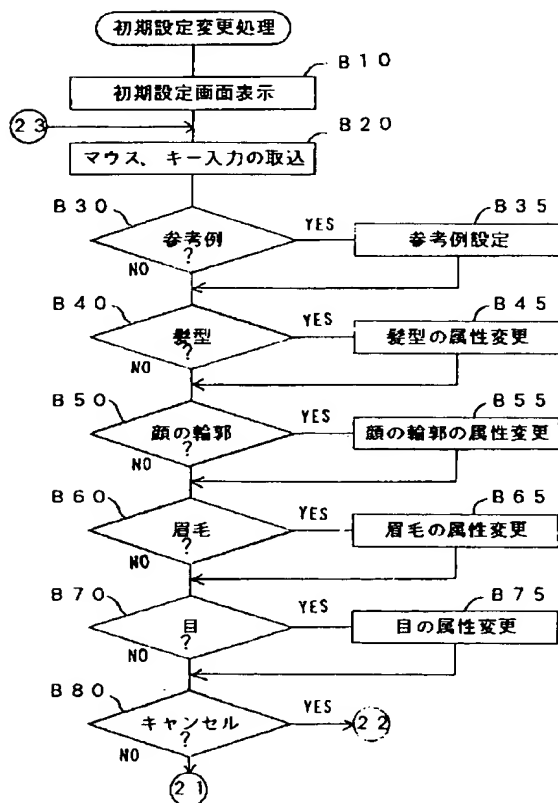 初期設定変更処理
B10
初期設定画面表示
23
B20
マウス、キー入力の取込
B30
参考例
?
YES
NO
B35
参考例設定
B40
髪型
?
YES
NO
B45
髪型の属性変更
B50
顔の輪郭
?
YES
NO
B55
顔の輪郭の属性変更
B60
眉毛
?
YES
NO
B65
眉毛の属性変更
B70
目
?
YES
NO
B75
目の属性変更
B80
キャンセル
?
YES
22
NO
21